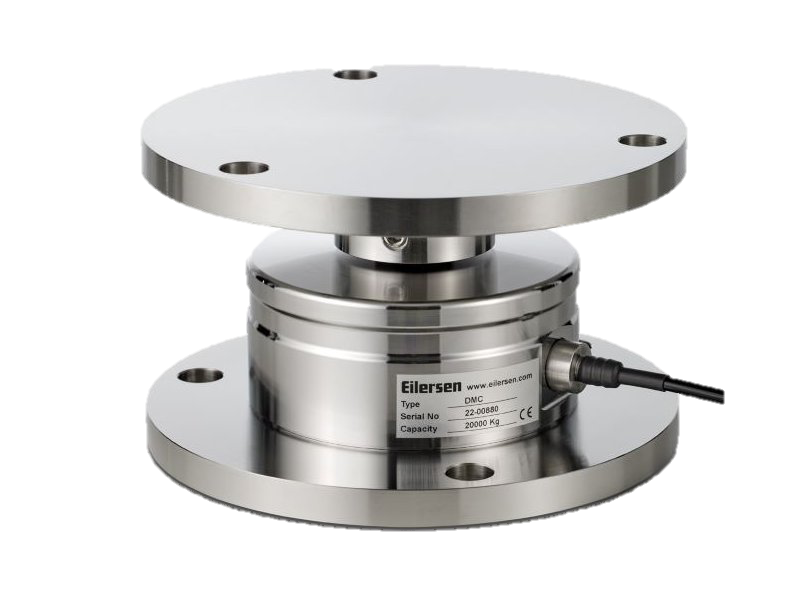 Eilersen www.eilersen.com
Type DMC
Serial No 22-00880
Capacity 20000 Kg CE